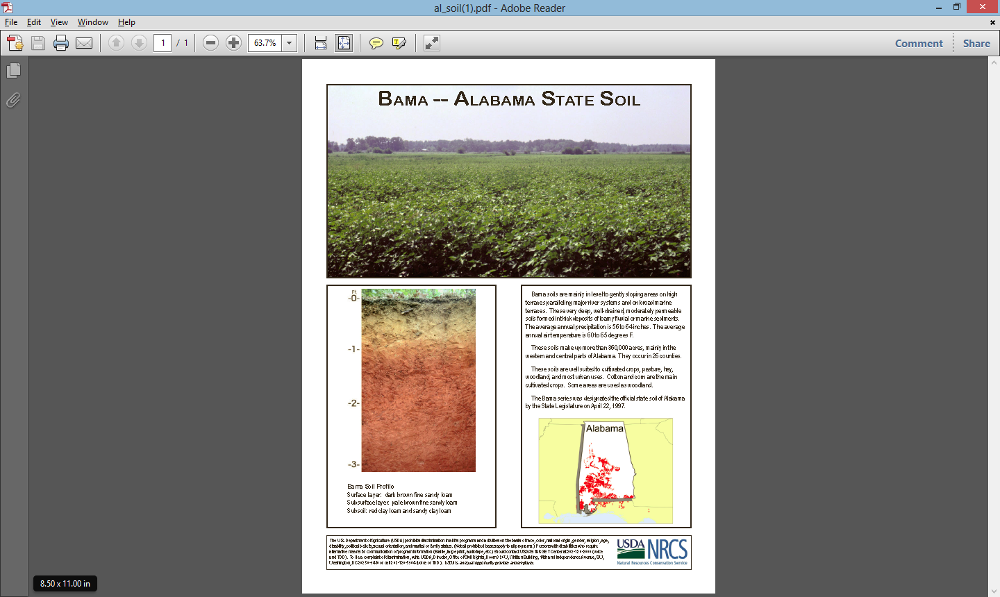 al_soil(1).pdf - Adobe Reader
File Edit View Window Help
1 / 1
63.7%
Comment Share
BAMA -- ALABAMA STATE SOIL
Ft.
-0-
-1-
-2-
-3-
Bama Soil Profile
Surface layer: dark brown fine sandy loam
Subsurface layer: pale brown fine sandy loam
Subsoil: red clay loam and sandy clay loam
Bama soils are mainly in level to gently sloping areas on high
terraces paralleling major river systems and on broad marine
terraces. These very deep, well-drained, moderately permeable
soils formed in thick deposits of loamy fluvial or marine sediments.
The average annual precipitation is 56 to 64 inches. The average
annual air temperature is 60 to 65 degrees F.
These soils make up more than 360,000 acres, mainly in the
western and central parts of Alabama. They occur in 26 counties.
These soils are well suited to cultivated crops, pasture, hay,
woodland, and most urban uses. Cotton and corn are the main
cultivated crops. Some areas are used as woodland.
The Bama series was designated the official state soil of Alabama
by the State Legislature on April 22, 1997.
Alabama
The U.S. Department of Agriculture (USDA) prohibits discrimination in all its programs and activities on the basis of race, color, national origin, gender, religion, age,
disability, political beliefs, sexual orientation, and marital or family status. (Not all prohibited bases apply to all programs.) Persons with disabilities who require
alternative means for communication of program information (Braille, large print, audiotape, etc.) should contact USDA's TARGET Center at (voice
and TDD). To file a complaint of discrimination, write USDA, Director, Office of Civil Rights, Room Whitten Building, 14th and Independence Avenue, SW,
Washington, DC or call (voice or TDD). USDA is an equal opportunity provider and employer.
USDA NRCS
Natural Resources Conservation Service
8.50 x 11.00 in